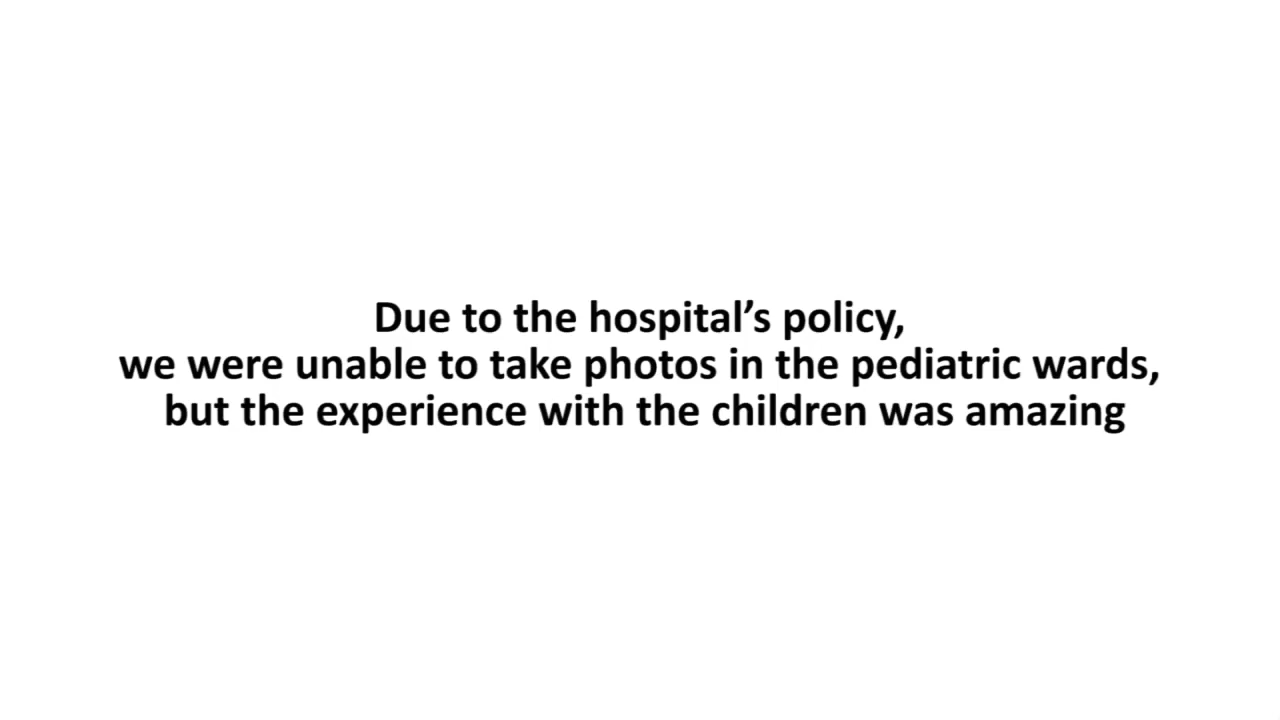 Due to the hospital’s policy,
we were unable to take photos in the pediatric wards,
but the experience with the children was amazing